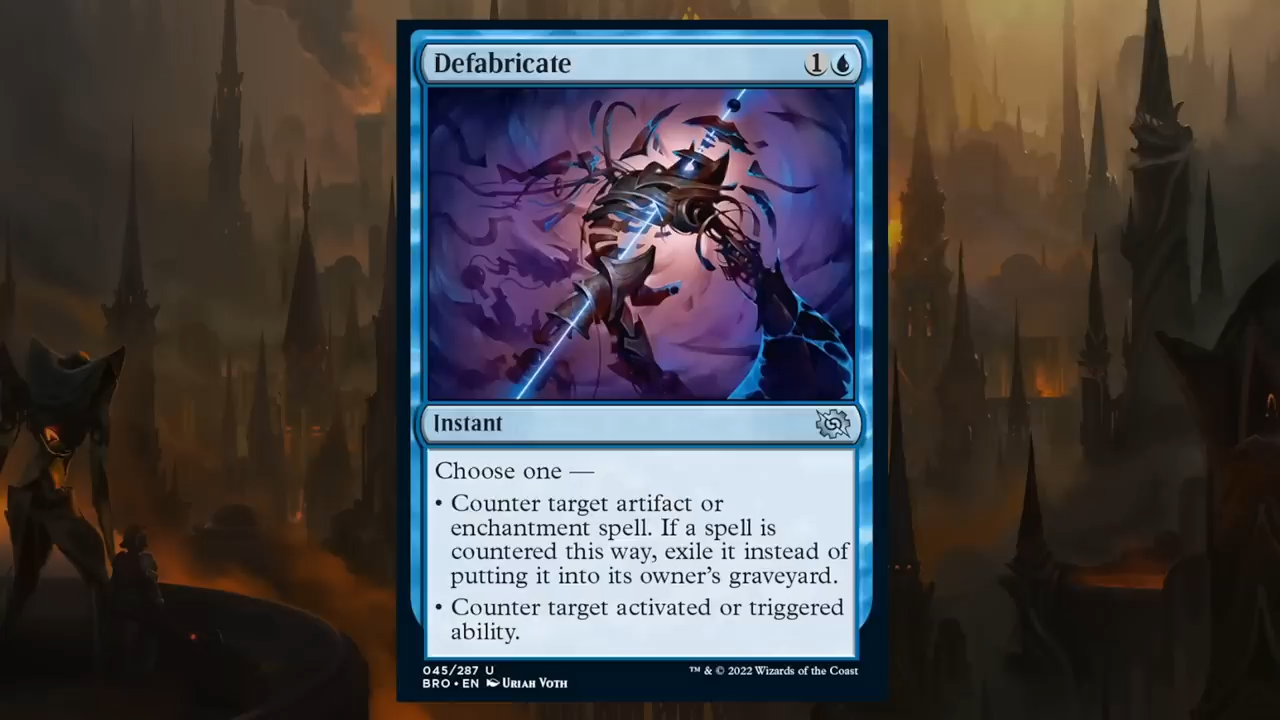 Defabricate 1
Instant
Choose one —
• Counter target artifact or
enchantment spell. If a spell is
countered this way, exile it instead of
putting it into its owner's graveyard.
• Counter target activated or triggered
ability.
045/287 U
BRO • EN Uriah Voth
™ & © 2022 Wizards of the Coast